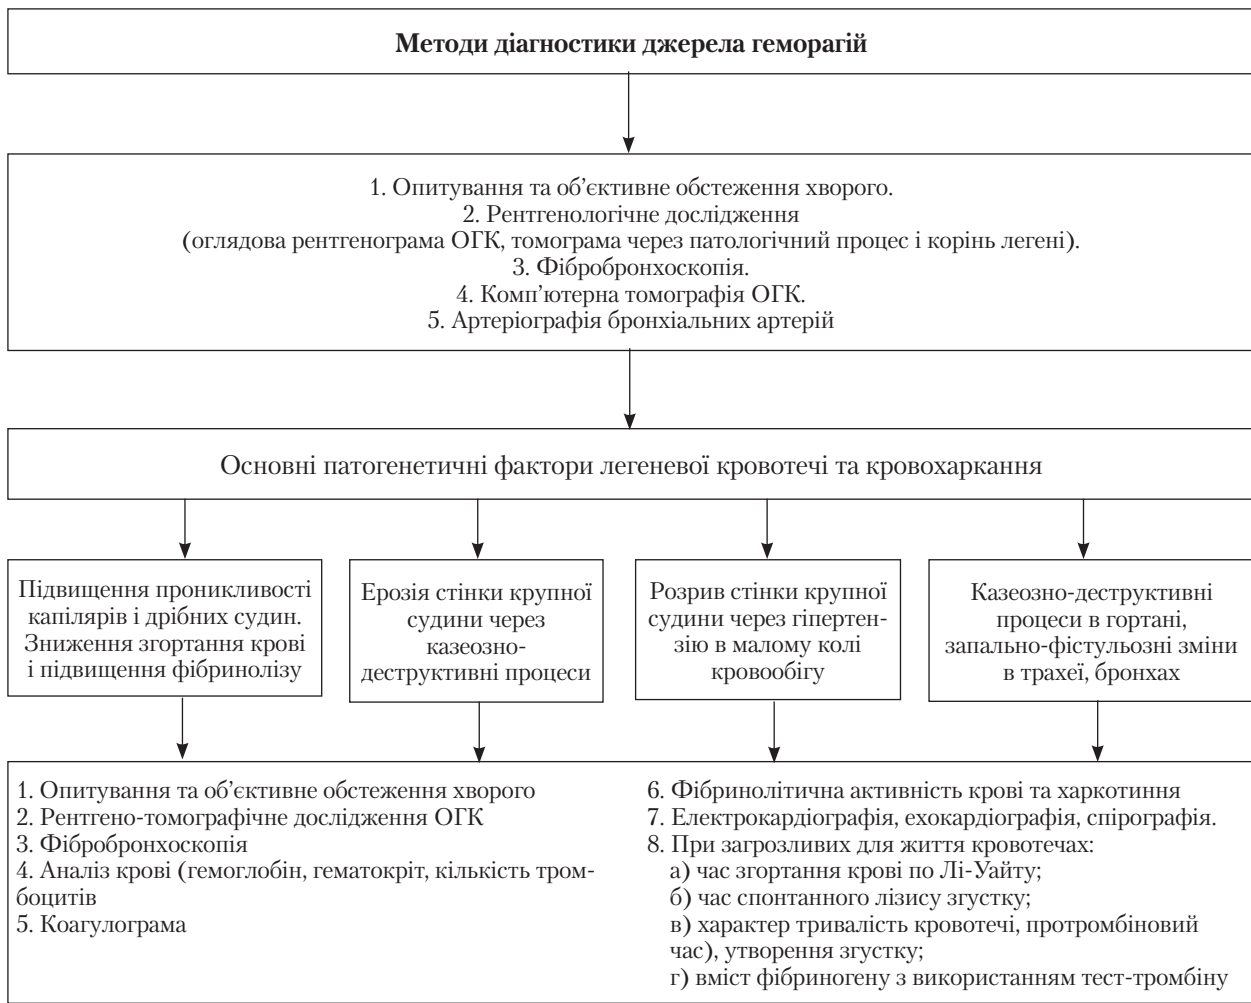 Методи діагностики джерела геморагій
1. Опитування та об’єктивне обстеження хворого.
2. Рентгенологічне дослідження
(оглядова рентгенограма ОГК, томограма через патологічний процес і корінь легені).
3. Фібробронхоскопія.
4. Комп’ютерна томографія ОГК.
5. Артеріографія бронхіальних артерій
Основні патогенетичні фактори легеневої кровотечі та кровохаркання
Підвищення проникливості
капілярів і дрібних судин.
Зниження згортання крові
і підвищення фібринолізу
Ерозія стінки крупної
судини через
казеозно-
деструктивні процеси
Розрив стінки крупної
судини через гіпертен-
зію в малому колі
кровообігу
Казеозно-деструктивні
процеси в гортані,
запально-фістульозні зміни
в трахеї, бронхах
1. Опитування та об’єктивне обстеження хворого
2. Рентгено-томографічне дослідження ОГК
3. Фібробронхоскопія
4. Аналіз крові (гемоглобін, гематокріт, кількість тром-
боцитів
5. Коагулограма
6. Фібринолітична активність крові та харкотиння
7. Електрокардіографія, ехокардіографія, спірографія.
8. При загрозливих для життя кровотечах:
а) час згортання крові по Лі-Уайту;
б) час спонтанного лізису згустку;
в) характер тривалість кровотечі, протромбіновий
час), утворення згустку;
г) вміст фібриногену з використанням тест-тромбіну